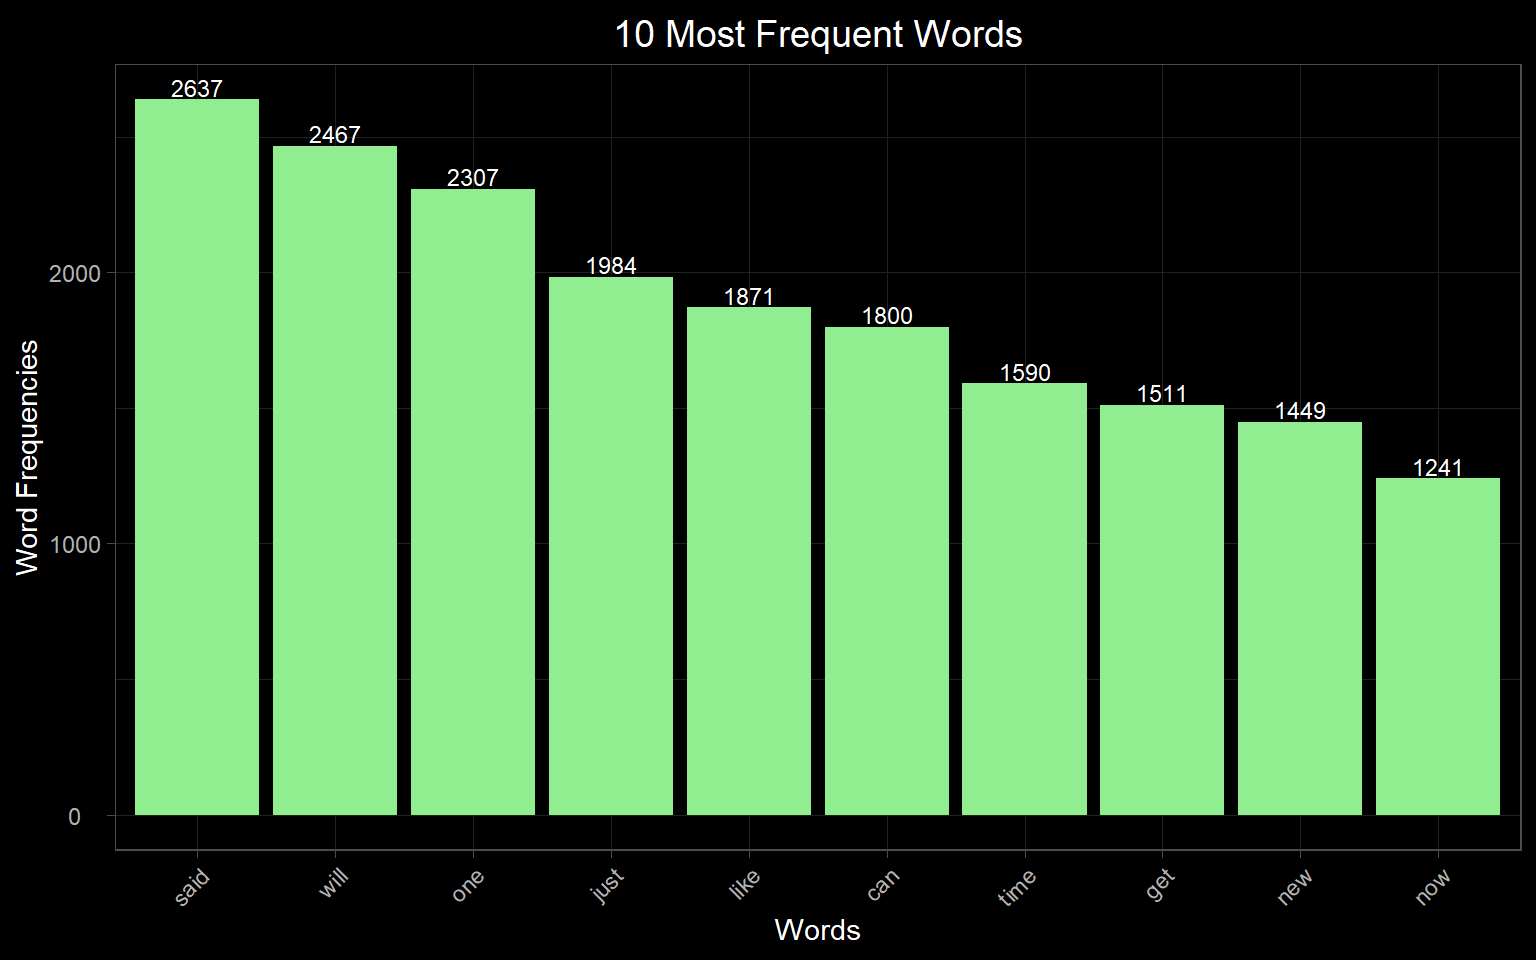 10 Most Frequent Words
2637
2467
2307
1984
1871
1800
1590
1511
1449
1241
Word Frequencies
2000
1000
0
said
will
one
just
like
can
time
get
new
now
Words